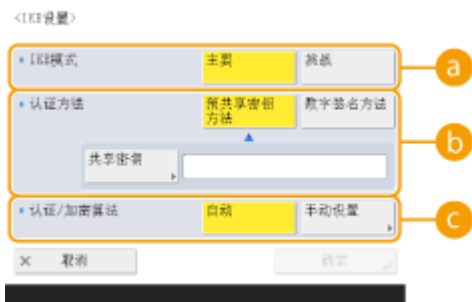 <IKE设置>
IKE模式
主要
挑战
a
认证方法
预共享密钥
方法
数字签名方法
b
共享密钥
认证/加密算法
自动
手动设置
c
× 取消
确定